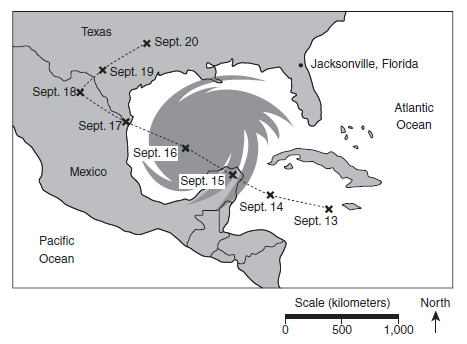 Texas
Sept. 20
Jacksonville, Florida
Sept. 19
Sept. 18
Atlantic
Ocean
Sept. 17
Sept. 16
Mexico
Sept. 15
Sept. 14
Sept. 13
Pacific
Ocean
Scale (kilometers)
North
0
500
1,000